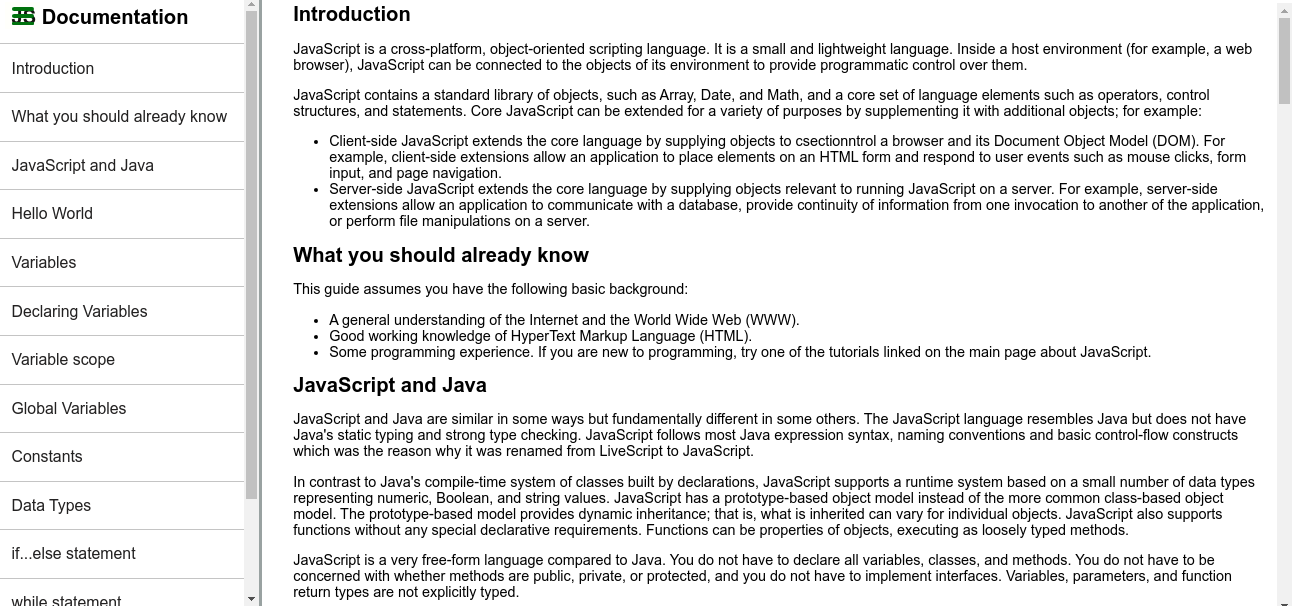 JS Documentation
Introduction
What you should already know
JavaScript and Java
Hello World
Variables
Declaring Variables
Variable scope
Global Variables
Constants
Data Types
if...else statement
while statement
Introduction
JavaScript is a cross-platform, object-oriented scripting language. It is a small and lightweight language. Inside a host environment (for example, a web
browser), JavaScript can be connected to the objects of its environment to provide programmatic control over them.
JavaScript contains a standard library of objects, such as Array, Date, and Math, and a core set of language elements such as operators, control
structures, and statements. Core JavaScript can be extended for a variety of purposes by supplementing it with additional objects; for example:
• Client-side JavaScript extends the core language by supplying objects to csectionntrol a browser and its Document Object Model (DOM). For
example, client-side extensions allow an application to place elements on an HTML form and respond to user events such as mouse clicks, form
input, and page navigation.
• Server-side JavaScript extends the core language by supplying objects relevant to running JavaScript on a server. For example, server-side
extensions allow an application to communicate with a database, provide continuity of information from one invocation to another of the application,
or perform file manipulations on a server.
What you should already know
This guide assumes you have the following basic background:
• A general understanding of the Internet and the World Wide Web (WWW).
• Good working knowledge of HyperText Markup Language (HTML).
• Some programming experience. If you are new to programming, try one of the tutorials linked on the main page about JavaScript.
JavaScript and Java
JavaScript and Java are similar in some ways but fundamentally different in some others. The JavaScript language resembles Java but does not have
Java's static typing and strong type checking. JavaScript follows most Java expression syntax, naming conventions and basic control-flow constructs
which was the reason why it was renamed from LiveScript to JavaScript.
In contrast to Java's compile-time system of classes built by declarations, JavaScript supports a runtime system based on a small number of data types
representing numeric, Boolean, and string values. JavaScript has a prototype-based object model instead of the more common class-based object
model. The prototype-based model provides dynamic inheritance; that is, what is inherited can vary for individual objects. JavaScript also supports
functions without any special declarative requirements. Functions can be properties of objects, executing as loosely typed methods.
JavaScript is a very free-form language compared to Java. You do not have to declare all variables, classes, and methods. You do not have to be
concerned with whether methods are public, private, or protected, and you do not have to implement interfaces. Variables, parameters, and function
return types are not explicitly typed.